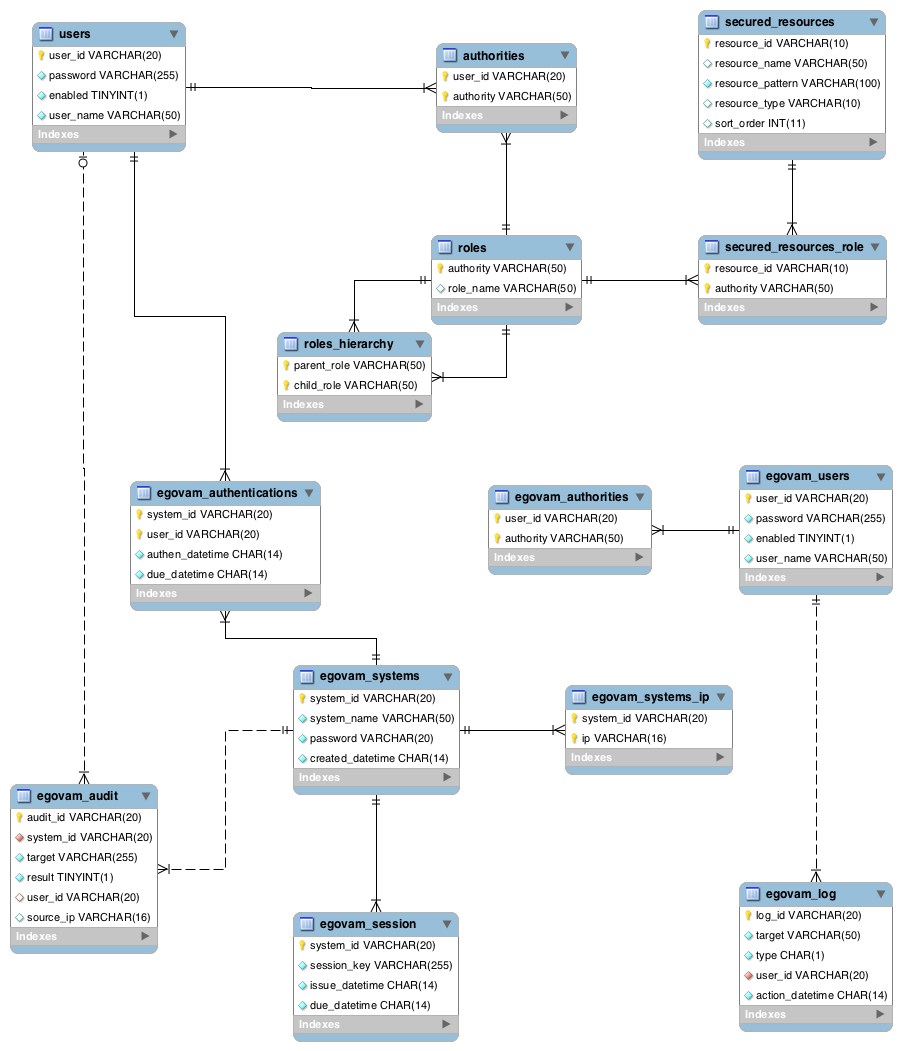 users
user_id VARCHAR(20)
password VARCHAR(255)
enabled TINYINT(1)
user_name VARCHAR(50)
Indexes
authorities
user_id VARCHAR(20)
authority VARCHAR(50)
Indexes
secured_resources
resource_id VARCHAR(10)
resource_name VARCHAR(50)
resource_pattern VARCHAR(100)
resource_type VARCHAR(10)
sort_order INT(11)
Indexes
roles
authority VARCHAR(50)
role_name VARCHAR(50)
Indexes
secured_resources_role
resource_id VARCHAR(10)
authority VARCHAR(50)
Indexes
roles_hierarchy
parent_role VARCHAR(50)
child_role VARCHAR(50)
Indexes
egovam_authentications
system_id VARCHAR(20)
user_id VARCHAR(20)
authen_datetime CHAR(14)
due_datetime CHAR(14)
Indexes
egovam_authorities
user_id VARCHAR(20)
authority VARCHAR(50)
Indexes
egovam_users
user_id VARCHAR(20)
password VARCHAR(255)
enabled TINYINT(1)
user_name VARCHAR(50)
Indexes
egovam_systems
system_id VARCHAR(20)
system_name VARCHAR(50)
password VARCHAR(20)
created_datetime CHAR(14)
Indexes
egovam_systems_ip
system_id VARCHAR(20)
ip VARCHAR(16)
Indexes
egovam_audit
audit_id VARCHAR(20)
system_id VARCHAR(20)
target VARCHAR(255)
result TINYINT(1)
user_id VARCHAR(20)
source_ip VARCHAR(16)
Indexes
egovam_session
system_id VARCHAR(20)
session_key VARCHAR(255)
issue_datetime CHAR(14)
due_datetime CHAR(14)
Indexes
egovam_log
log_id VARCHAR(20)
target VARCHAR(50)
type CHAR(1)
user_id VARCHAR(20)
action_datetime CHAR(14)
Indexes